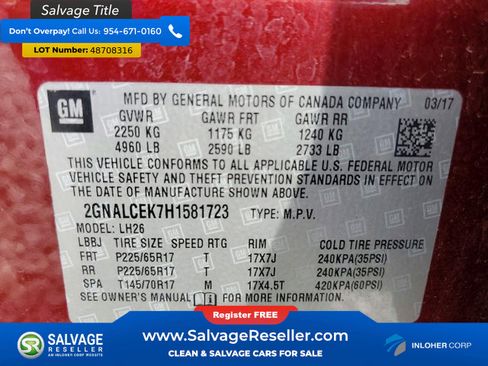 Salvage Title
Don't Overpay! Call us: 954-671-0160
LOT Number: 48708316
GM
MFD BY GENERAL MOTORS OF CANADA COMPANY 03/17
GVWR GAWR FRT GAWR RR
2250 KG 1175 KG 1240 KG
4960 LB 2590 LB 2733 LB
THIS VEHICLE CONFORMS TO ALL APPLICABLE U.S. FEDERAL MOTOR
VEHICLE SAFETY AND THEFT PREVENTION STANDARDS IN EFFECT
ON THE DATE OF MANUFACTURE SHOWN ABOVE.
2GNALCEK7H1581723 TYPE: M.P.V.
MODEL: LH26
LBBJ TIRE SIZE SPEED RTG RIM COLD TIRE PRESSURE
FRT P225/65R17 T 17X7J 240KPA(35PSI)
RR P225/65R17 T 17X7J 240KPA(35PSI)
SPA T145/70R17 M 17X4.5T 420KPA(60PSI)
SEE OWNER'S MANUAL
Register FREE
SALVAGE
RESELLER
AN INLOHER CORP WEBSITE
www.SalvageReseller.com
CLEAN & SALVAGE CARS FOR SALE
INLOHER CORP.